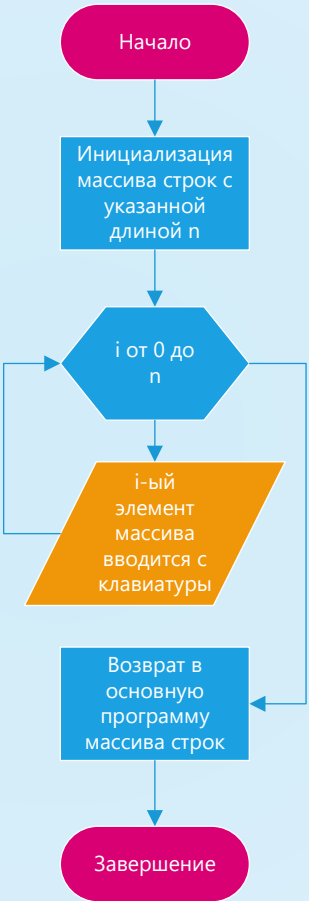 Начало
Инициализация
массива строк с
указанной
длиной n
i от 0 до
n
i-ый
элемент
массива
вводится с
клавиатуры
Возврат в
основную
программу
массива строк
Завершение